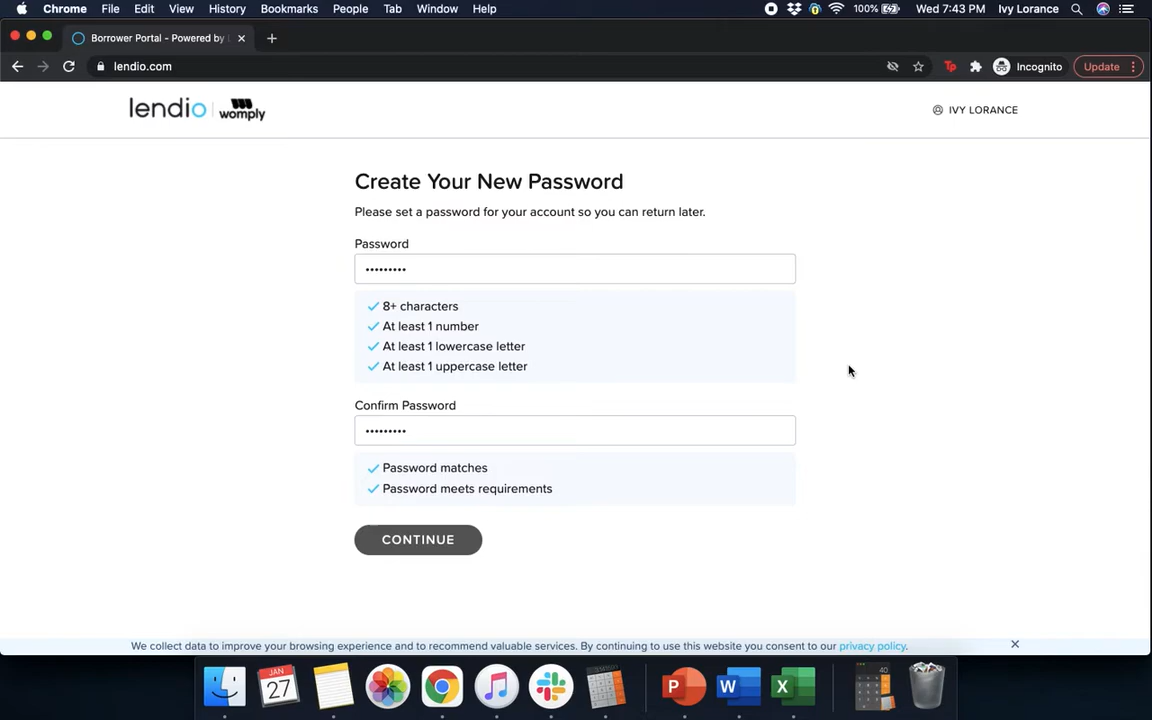 Chrome File Edit View History Bookmarks People Tab Window Help 100% Wed 7:43 PM Ivy Lorance
Borrower Portal - Powered by
lendio.com Incognito Update
lendio womply IVY LORANCE
Create Your New Password
Please set a password for your account so you can return later.
Password
•••••••••
8+ characters
At least 1 number
At least 1 lowercase letter
At least 1 uppercase letter
Confirm Password
•••••••••
Password matches
Password meets requirements
CONTINUE
We collect data to improve your browsing experience and to recommend valuable services. By continuing to use this website you consent to our privacy policy.
JAN
27
P W X
40